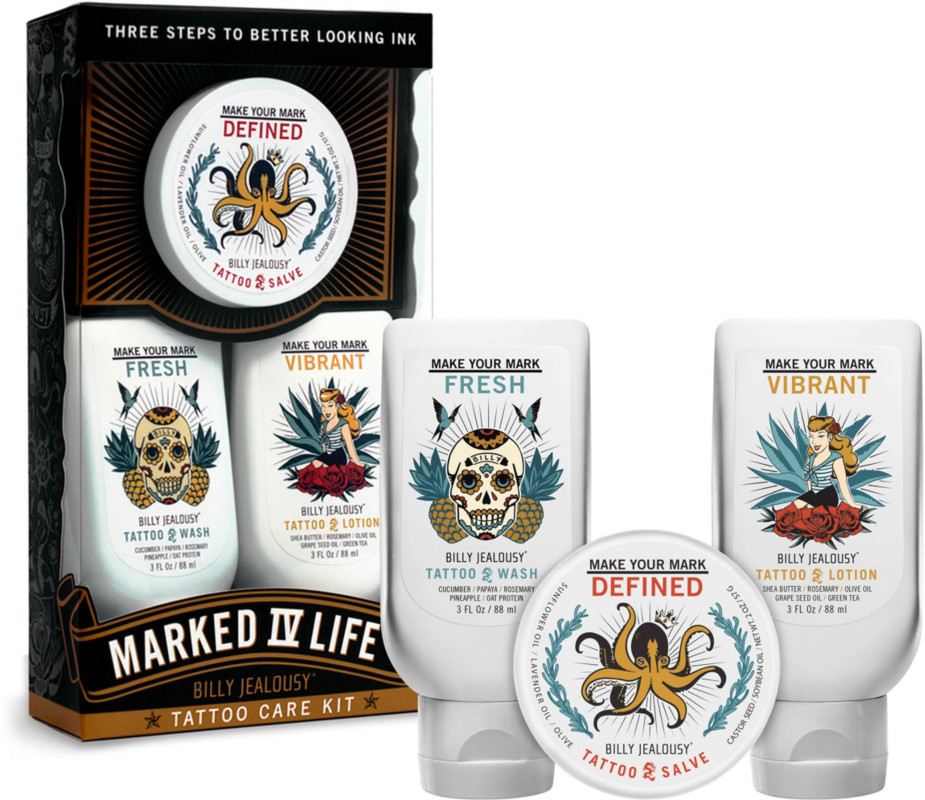 THREE STEPS TO BETTER LOOKING INK
MAKE YOUR MARK
DEFINED
SUNFLOWER OIL / LAVENDER OIL / OLIVE
CASTOR SEED / SOYBEAN OIL / NET WT. 2 OZ / 57G
BILLY JEALOUSY®
TATTOO SALVE
MAKE YOUR MARK
FRESH
BILLY
BILLY JEALOUSY®
TATTOO WASH
CUCUMBER / PAPAYA / ROSEMARY
PINEAPPLE / OAT PROTEIN
3 FL Oz / 88 ml
MAKE YOUR MARK
VIBRANT
BILLY JEALOUSY®
TATTOO LOTION
SHEA BUTTER / ROSEMARY / OLIVE OIL
GRAPE SEED OIL / GREEN TEA
3 FL Oz / 88 ml
MARKED IV LIFE
BILLY JEALOUSY®
TATTOO CARE KIT
MAKE YOUR MARK
FRESH
BILLY
BILLY JEALOUSY®
TATTOO WASH
CUCUMBER / PAPAYA / ROSEMARY
PINEAPPLE / OAT PROTEIN
3 FL Oz / 88 ml
MAKE YOUR MARK
DEFINED
SUNFLOWER OIL / LAVENDER OIL / OLIVE
CASTOR SEED / SOYBEAN OIL / NET WT. 2 OZ / 57G
BILLY JEALOUSY®
TATTOO SALVE
MAKE YOUR MARK
VIBRANT
BILLY JEALOUSY®
TATTOO LOTION
SHEA BUTTER / ROSEMARY / OLIVE OIL
GRAPE SEED OIL / GREEN TEA
3 FL Oz / 88 ml